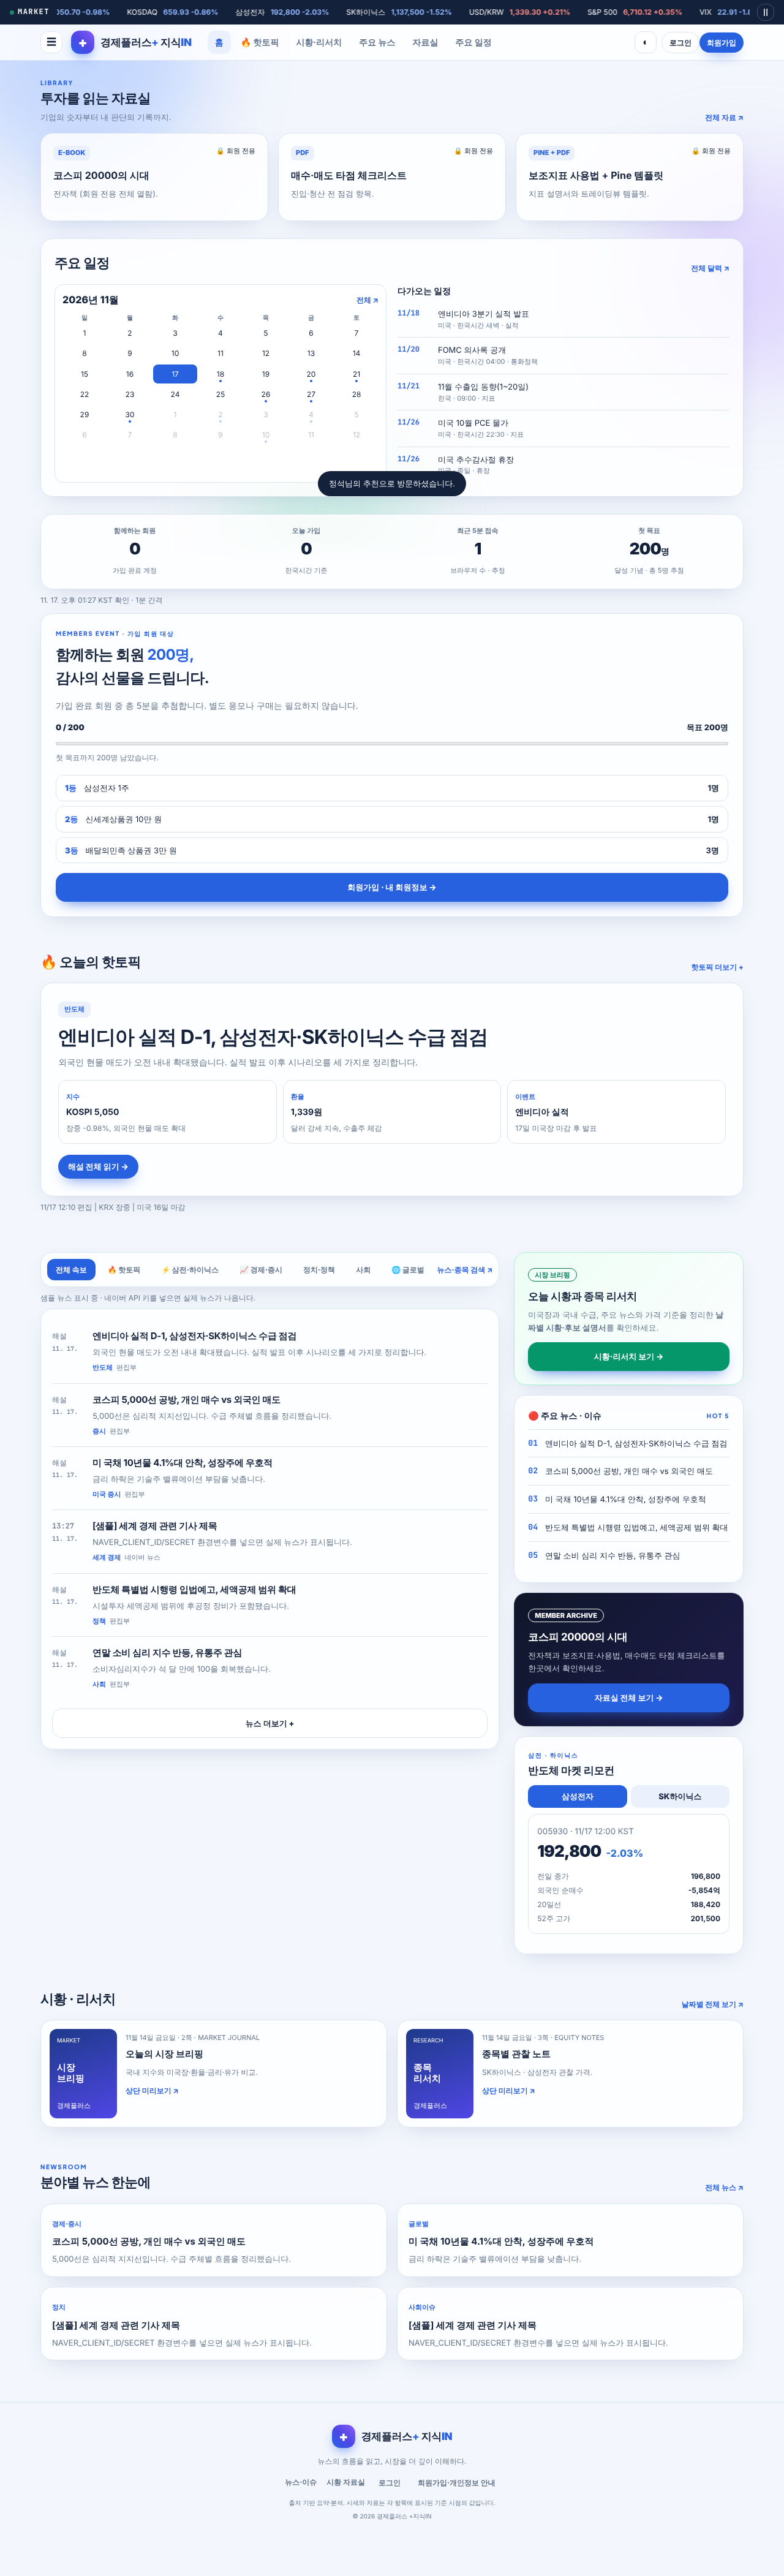 MARKET 050.70 -0.98% KOSDAQ 659.93 -0.86% 삼성전자 192,800 -2.03% SK하이닉스 1,137,500 -1.52% USD/KRW 1,339.30 +0.21% S&P 500 6,710.12 +0.35% VIX 22.91
경제플러스+ 지식IN 홈 🔥 핫토픽 시황·리서치 주요 뉴스 자료실 주요 일정 로그인 회원가입
LIBRARY
투자를 읽는 자료실
기업의 숫자부터 내 판단의 기록까지.
전체 자료 ↗
E-BOOK 🔒 회원 전용
코스피 20000의 시대
전자책 (회원 전용 전체 열람).
PDF 🔒 회원 전용
매수·매도 타점 체크리스트
진입·청산 전 점검 항목.
PINE + PDF 🔒 회원 전용
보조지표 사용법 + Pine 템플릿
지표 설명서와 트레이딩뷰 템플릿.
주요 일정
전체 달력 ↗
2026년 11월 전체 ↗
일 월 화 수 목 금 토
1 2 3 4 5 6 7
8 9 10 11 12 13 14
15 16 17 18 19 20 21
22 23 24 25 26 27 28
29 30 1 2 3 4 5
6 7 8 9 10 11 12
다가오는 일정
11/18 엔비디아 3분기 실적 발표
미국 · 한국시간 새벽 · 실적
11/20 FOMC 의사록 공개
미국 · 한국시간 04:00 · 통화정책
11/21 11월 수출입 동향(1~20일)
한국 · 09:00 · 지표
11/26 미국 10월 PCE 물가
미국 · 한국시간 22:30 · 지표
11/26 미국 추수감사절 휴장
미국 · 종일 · 휴장
정석님의 추천으로 방문하셨습니다.
함께하는 회원
0
가입 완료 계정
오늘 가입
0
한국시간 기준
최근 5분 접속
1
브라우저 수 · 추정
첫 목표
200명
달성 기념 · 총 5명 추첨
11. 17. 오후 01:27 KST 확인 · 1분 간격
MEMBERS EVENT · 가입 회원 대상
함께하는 회원 200명,
감사의 선물을 드립니다.
가입 완료 회원 중 총 5분을 추첨합니다. 별도 응모나 구매는 필요하지 않습니다.
0 / 200 목표 200명
첫 목표까지 200명 남았습니다.
1등 삼성전자 1주 1명
2등 신세계상품권 10만 원 1명
3등 배달의민족 상품권 3만 원 3명
회원가입 · 내 회원정보 →
🔥 오늘의 핫토픽
핫토픽 더보기 +
반도체
엔비디아 실적 D-1, 삼성전자·SK하이닉스 수급 점검
외국인 현물 매도가 오전 내내 확대됐습니다. 실적 발표 이후 시나리오를 세 가지로 정리합니다.
지수
KOSPI 5,050
장중 -0.98%, 외국인 현물 매도 확대
환율
1,339원
달러 강세 지속, 수출주 체감
이벤트
엔비디아 실적
17일 미국장 마감 후 발표
해설 전체 읽기 →
11/17 12:10 편집 | KRX 장중 | 미국 16일 마감
전체 속보 🔥 핫토픽 ⚡ 삼전·하이닉스 📈 경제·증시 정치·정책 사회 🌐 글로벌 뉴스·종목 검색 ↗
샘플 뉴스 표시 중 · 네이버 API 키를 넣으면 실제 뉴스가 나옵니다.
해설 엔비디아 실적 D-1, 삼성전자·SK하이닉스 수급 점검
11. 17. 외국인 현물 매도가 오전 내내 확대됐습니다. 실적 발표 이후 시나리오를 세 가지로 정리합니다.
반도체 편집부
해설 코스피 5,000선 공방, 개인 매수 vs 외국인 매도
11. 17. 5,000선은 심리적 지지선입니다. 수급 주체별 흐름을 정리했습니다.
증시 편집부
해설 미 국채 10년물 4.1%대 안착, 성장주에 우호적
11. 17. 금리 하락은 기술주 밸류에이션 부담을 낮춥니다.
미국 증시 편집부
13:27 [샘플] 세계 경제 관련 기사 제목
11. 17. NAVER_CLIENT_ID/SECRET 환경변수를 넣으면 실제 뉴스가 표시됩니다.
세계 경제 네이버 뉴스
해설 반도체 특별법 시행령 입법예고, 세액공제 범위 확대
11. 17. 시설투자 세액공제 범위에 후공정 장비가 포함됐습니다.
정책 편집부
해설 연말 소비 심리 지수 반등, 유통주 관심
11. 17. 소비자심리지수가 석 달 만에 100을 회복했습니다.
사회 편집부
뉴스 더보기 +
시장 브리핑
오늘 시황과 종목 리서치
미국장과 국내 수급, 주요 뉴스와 가격 기준을 정리한 날
짜별 시황·후보 설명서를 확인하세요.
시황·리서치 보기 →
🔴 주요 뉴스 · 이슈 HOT 5
01 엔비디아 실적 D-1, 삼성전자·SK하이닉스 수급 점검
02 코스피 5,000선 공방, 개인 매수 vs 외국인 매도
03 미 국채 10년물 4.1%대 안착, 성장주에 우호적
04 반도체 특별법 시행령 입법예고, 세액공제 범위 확대
05 연말 소비 심리 지수 반등, 유통주 관심
MEMBER ARCHIVE
코스피 20000의 시대
전자책과 보조지표·사용법, 매수매도 타점 체크리스트를
한곳에서 확인하세요.
자료실 전체 보기 →
삼전 · 하이닉스
반도체 마켓 리모컨
삼성전자 SK하이닉스
005930 · 11/17 12:00 KST
192,800 -2.03%
전일 종가 196,800
외국인 순매수 -5,854억
20일선 188,420
52주 고가 201,500
시황 · 리서치
날짜별 전체 보기 ↗
MARKET
시장
브리핑
경제플러스
11월 14일 금요일 · 2쪽 · MARKET JOURNAL
오늘의 시장 브리핑
국내 지수와 미국장·환율·금리·유가 비교.
상단 미리보기 ↗
RESEARCH
종목
리서치
경제플러스
11월 14일 금요일 · 3쪽 · EQUITY NOTES
종목별 관찰 노트
SK하이닉스 · 삼성전자 관찰 가격.
상단 미리보기 ↗
NEWSROOM
분야별 뉴스 한눈에
전체 뉴스 ↗
경제·증시
코스피 5,000선 공방, 개인 매수 vs 외국인 매도
5,000선은 심리적 지지선입니다. 수급 주체별 흐름을 정리했습니다.
글로벌
미 국채 10년물 4.1%대 안착, 성장주에 우호적
금리 하락은 기술주 밸류에이션 부담을 낮춥니다.
정치
[샘플] 세계 경제 관련 기사 제목
NAVER_CLIENT_ID/SECRET 환경변수를 넣으면 실제 뉴스가 표시됩니다.
사회이슈
[샘플] 세계 경제 관련 기사 제목
NAVER_CLIENT_ID/SECRET 환경변수를 넣으면 실제 뉴스가 표시됩니다.
경제플러스+ 지식IN
뉴스의 흐름을 읽고, 시장을 더 깊이 이해하다.
뉴스·이슈 시황 자료실 로그인 회원가입·개인정보 안내
출처 기반 요약·분석. 시세와 자료는 각 항목에 표시된 기준 시점의 값입니다.
© 2026 경제플러스 +지식IN